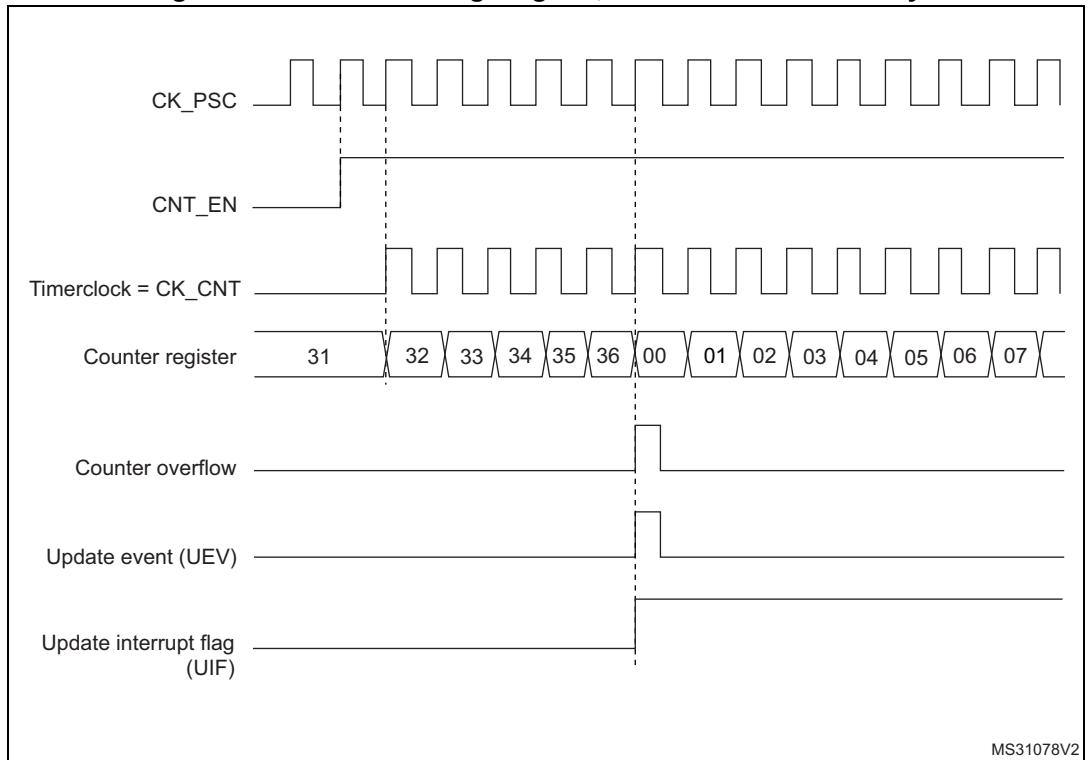 CK_PSC
CNT_EN
Timerclock = CK_CNT
Counter register 31 32 33 34 35 36 00 01 02 03 04 05 06 07
Counter overflow
Update event (UEV)
Update interrupt flag
(UIF)
MS31078V2